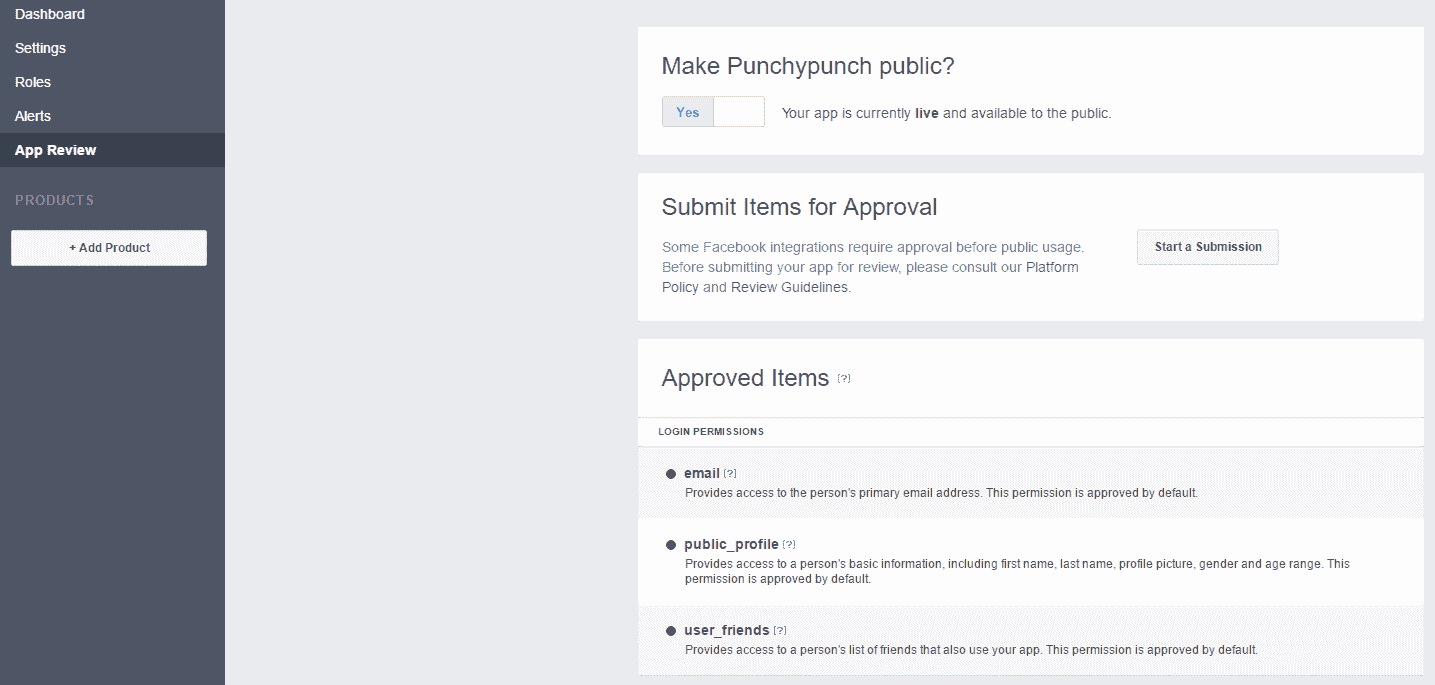 Dashboard
Settings
Roles
Alerts
App Review
PRODUCTS
+ Add Product
Make Punchypunch public?
Yes
Your app is currently live and available to the public.
Submit Items for Approval
Some Facebook integrations require approval before public usage.
Before submitting your app for review, please consult our Platform
Policy and Review Guidelines.
Start a Submission
Approved Items [?]
LOGIN PERMISSIONS
email [?]
Provides access to the person's primary email address. This permission is approved by default.
public_profile [?]
Provides access to a person's basic information, including first name, last name, profile picture, gender and age range. This
permission is approved by default.
user_friends [?]
Provides access to a person's list of friends that also use your app. This permission is approved by default.